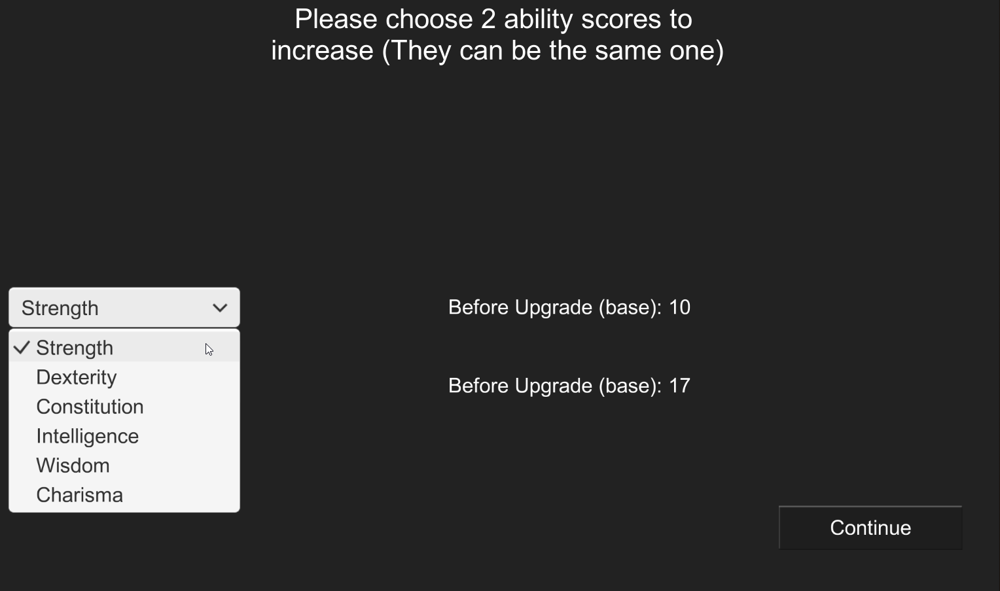 Please choose 2 ability scores to
increase (They can be the same one)
Strength
Before Upgrade (base): 10
Strength
Dexterity
Before Upgrade (base): 17
Constitution
Intelligence
Wisdom
Charisma
Continue